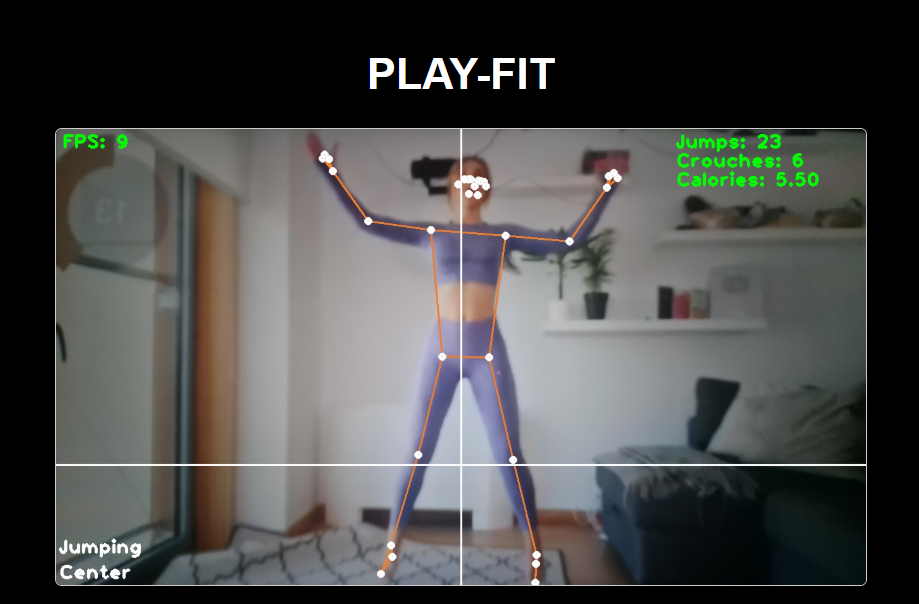 PLAY-FIT
FPS: 9
Jumps: 23
Crouches: 6
Calories: 5.50
Jumping
Center